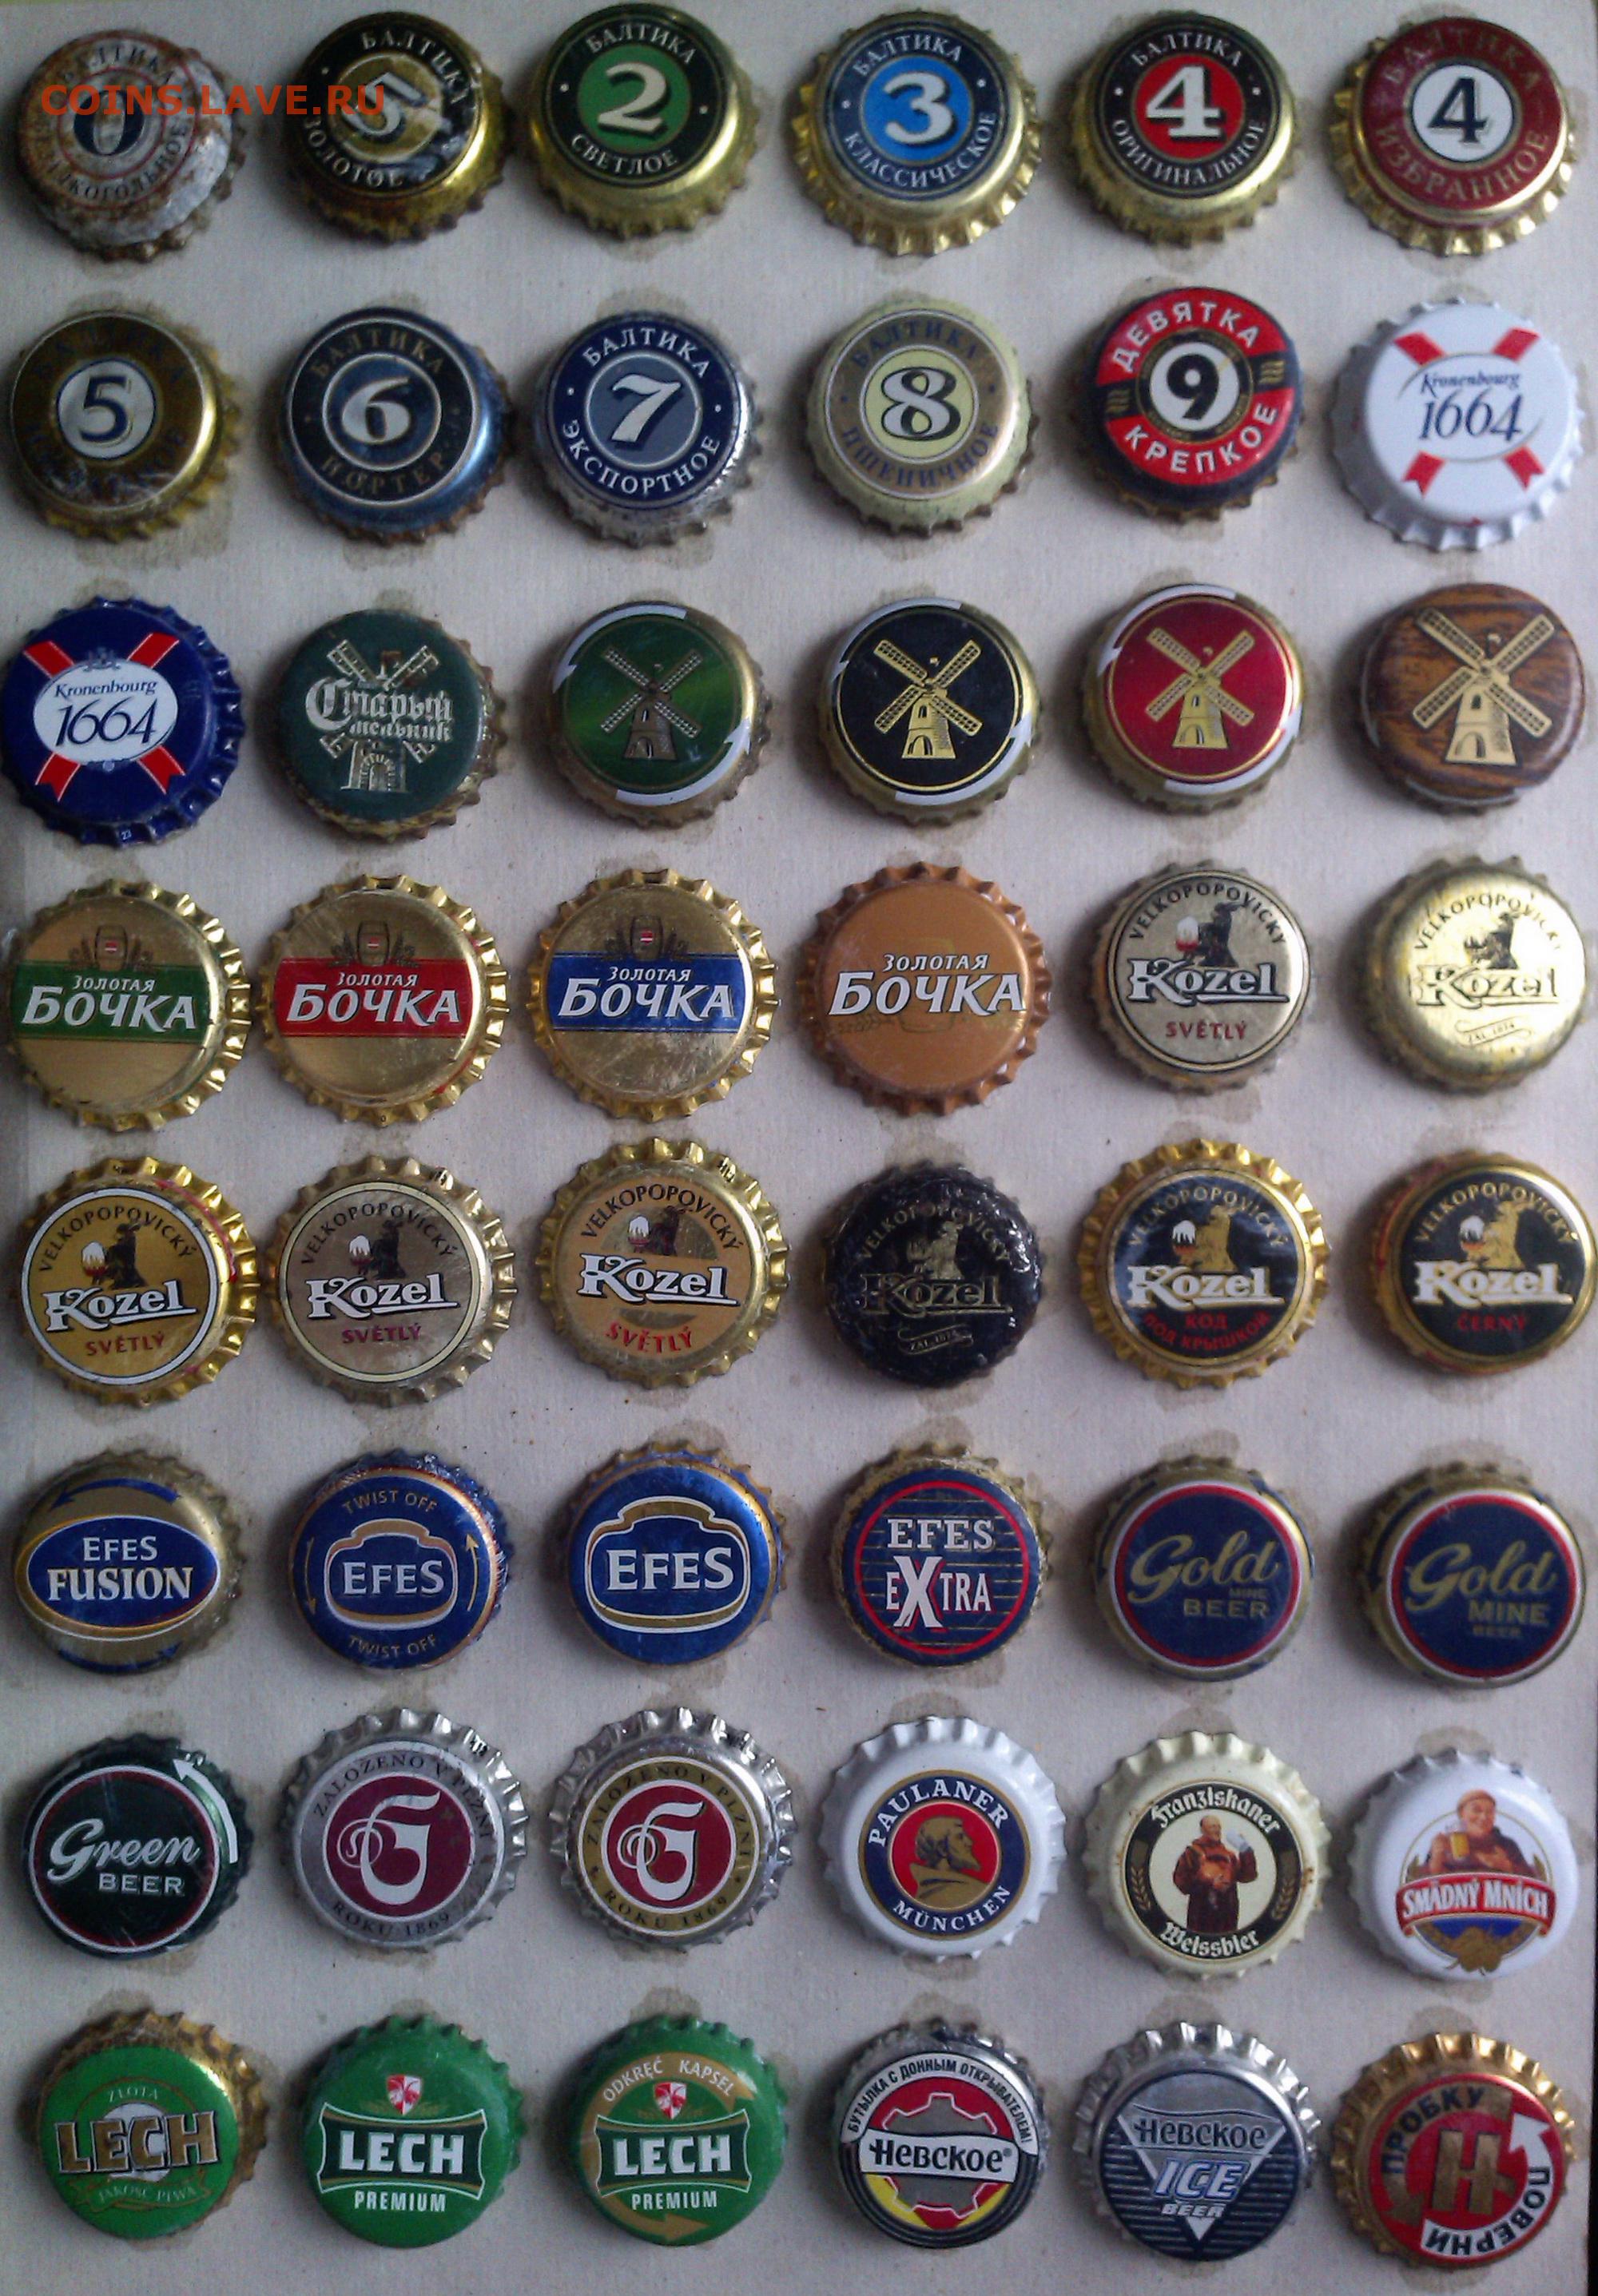 COINS.LAVE.RU
БАЛТИКА
0
БАЛТИКА
5
ЗОЛОТОЕ
БАЛТИКА
2
СВЕТЛОЕ
БАЛТИКА
3
КЛАССИЧЕСКОЕ
БАЛТИКА
4
ОРИГИНАЛЬНОЕ
БАЛТИКА
4
ИЗБРАННОЕ
5
БАЛТИКА
6
ПОРТЕР
БАЛТИКА
7
ЭКСПОРТНОЕ
БАЛТИКА
8
ПШЕНИЧНОЕ
ДЕВЯТКА
9
КРЕПКОЕ
Kronenbourg
1664
Kronenbourg
1664
23
Старый
мельник
ЗОЛОТАЯ
БОЧКА
ЗОЛОТАЯ
БОЧКА
ЗОЛОТАЯ
БОЧКА
ЗОЛОТАЯ
БОЧКА
VELKOPOPOVICKÝ
Kozel
SVĚTLÝ
VELKOPOPOVICKÝ
Kozel
ZAL. 1874
VELKOPOPOVICKÝ
Kozel
SVĚTLÝ
VELKOPOPOVICKÝ
Kozel
SVĚTLÝ
VELKOPOPOVICKÝ
Kozel
SVĚTLÝ
VELKOPOPOVICKÝ
Kozel
ZAL. 1874
VELKOPOPOVICKÝ
Kozel
КОД
ПОД КРЫШКОЙ
VELKOPOPOVICKÝ
Kozel
ČERNÝ
EFES
FUSION
TWIST OFF
EFES
TWIST OFF
EFES
EFES
EXTRA
Gold
MINE
BEER
Gold
MINE
BEER
Green
BEER
ZALOŽENO V PLZNI
G
ROKU 1869
ZALOŽENO V PLZNI
G
ROKU 1869
PAULANER
MÜNCHEN
Franziskaner
Weissbier
SMÄDNÝ MNÍCH
ZŁOTA
LECH
JAKOŚĆ PIWA
LECH
PREMIUM
ODKRĘĆ KAPSEL
LECH
PREMIUM
БУТЫЛКА С ДОННЫМ ОТКРЫВАТЕЛЕМ!
Невское®
Невское
ICE
BEER
ПРОБКУ
Н
ПОВЕРНИ